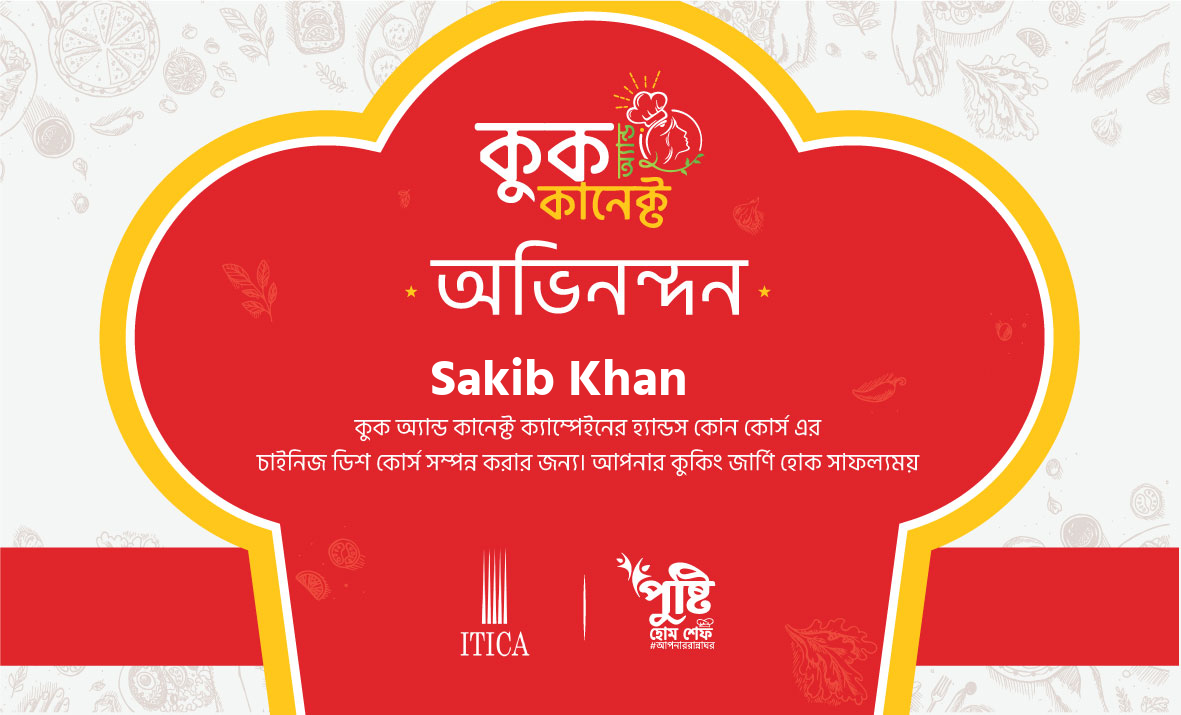 কুক অ্যান্ড
কানেক্ট
অভিনন্দন
Sakib Khan
কুক অ্যান্ড কানেক্ট ক্যাম্পেইনের হ্যান্ডস কোন কোর্স এর
চাইনিজ ডিশ কোর্স সম্পন্ন করার জন্য। আপনার কুকিং জার্ণি হোক সাফল্যময়
ITICA
পুষ্টি
হোম শেফ
#আপনাররান্নাঘর